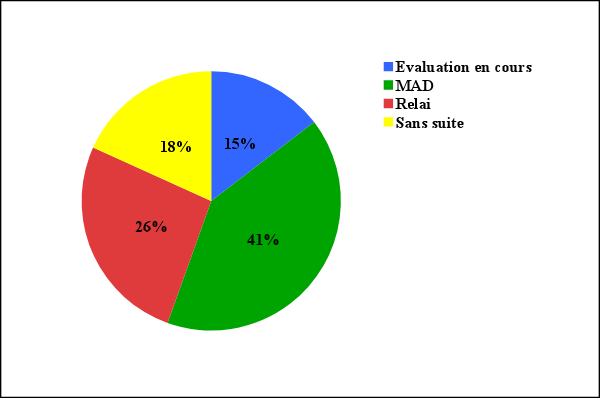 Evaluation en cours
MAD
Relai
Sans suite
18%
15%
26%
41%